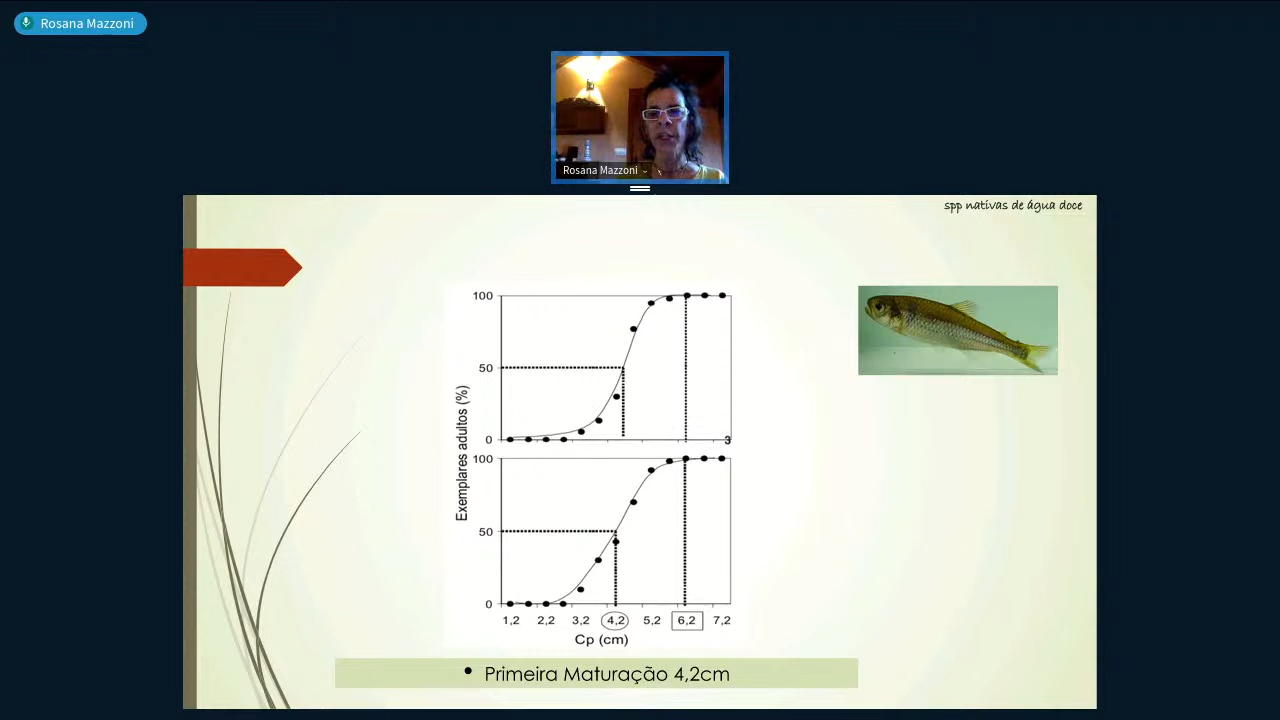 Rosana Mazzoni
Rosana Mazzoni
spp nativas de água doce
100
50
0
3
100
50
0
Exemplares adultos (%)
1,2 2,2 3,2 4,2 5,2 6,2 7,2
Cp (cm)
• Primeira Maturação 4,2cm